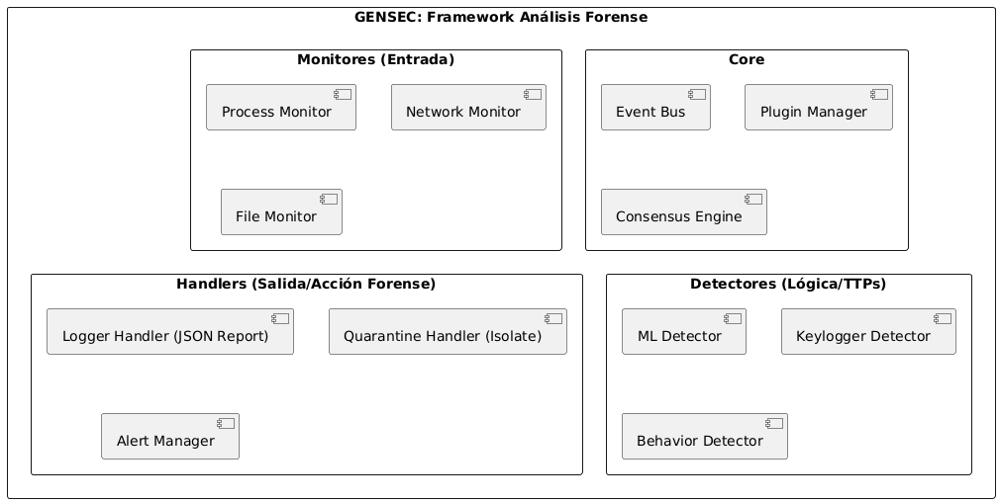 GENSEC: Framework Análisis Forense
Monitores (Entrada)
Process Monitor
Network Monitor
File Monitor
Core
Event Bus
Plugin Manager
Consensus Engine
Handlers (Salida/Acción Forense)
Logger Handler (JSON Report)
Quarantine Handler (Isolate)
Alert Manager
Detectores (Lógica/TTPs)
ML Detector
Keylogger Detector
Behavior Detector